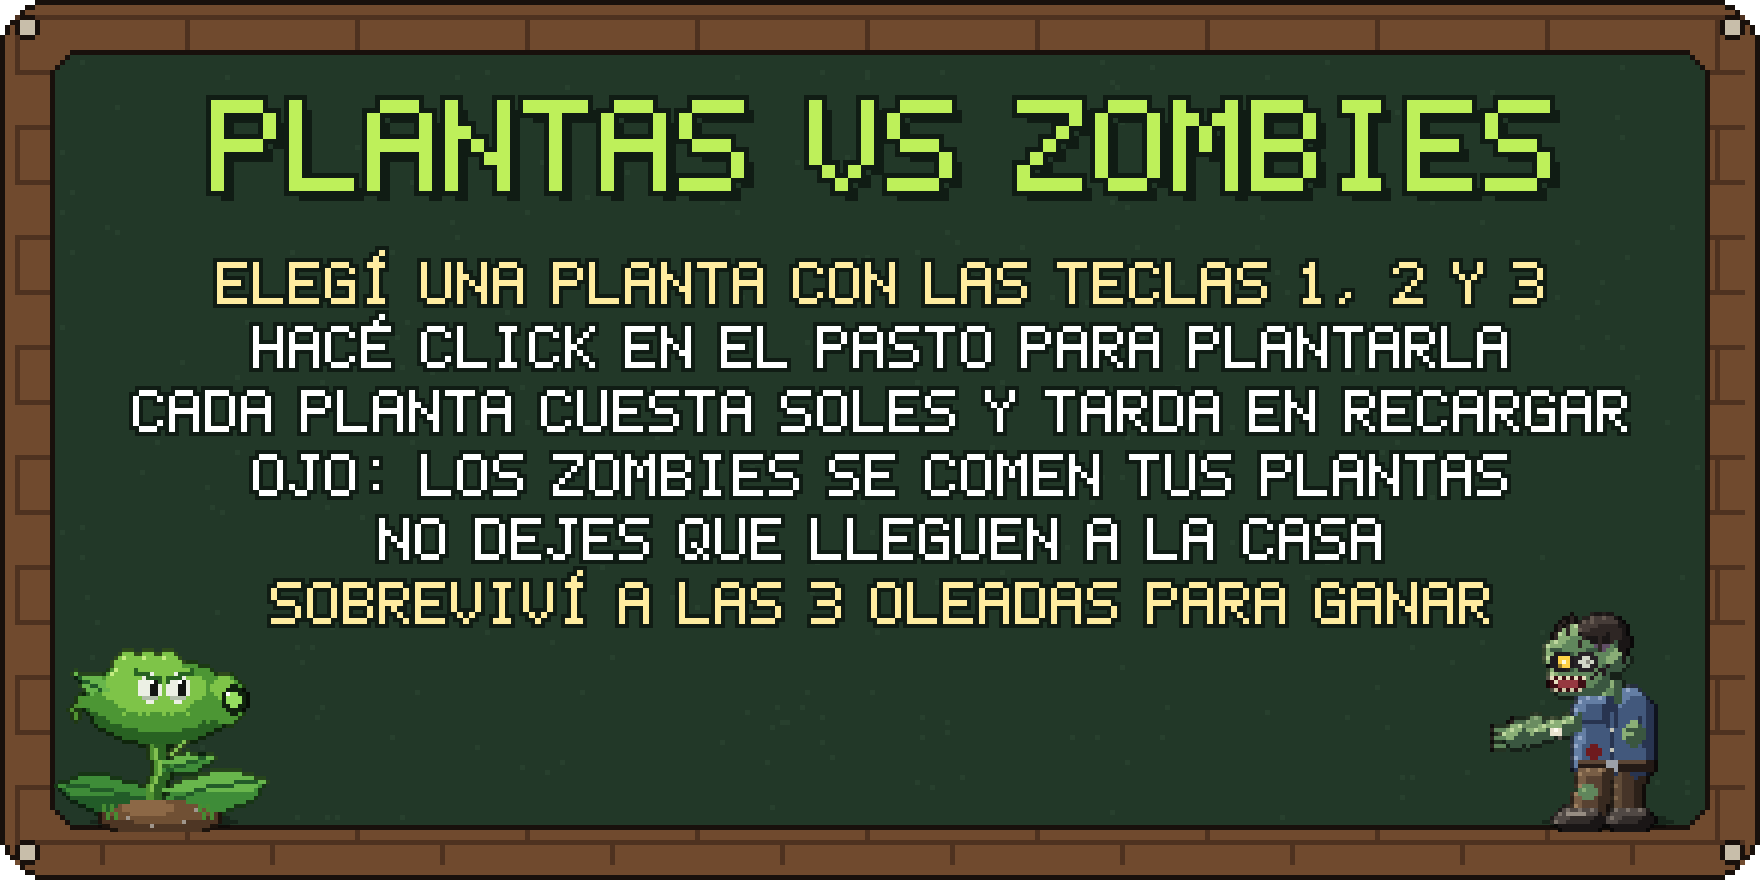 PLANTAS VS ZOMBIES
ELEGÍ UNA PLANTA CON LAS TECLAS 1, 2 Y 3
HACÉ CLICK EN EL PASTO PARA PLANTARLA
CADA PLANTA CUESTA SOLES Y TARDA EN RECARGAR
OJO: LOS ZOMBIES SE COMEN TUS PLANTAS
NO DEJES QUE LLEGUEN A LA CASA
SOBREVIVÍ A LAS 3 OLEADAS PARA GANAR